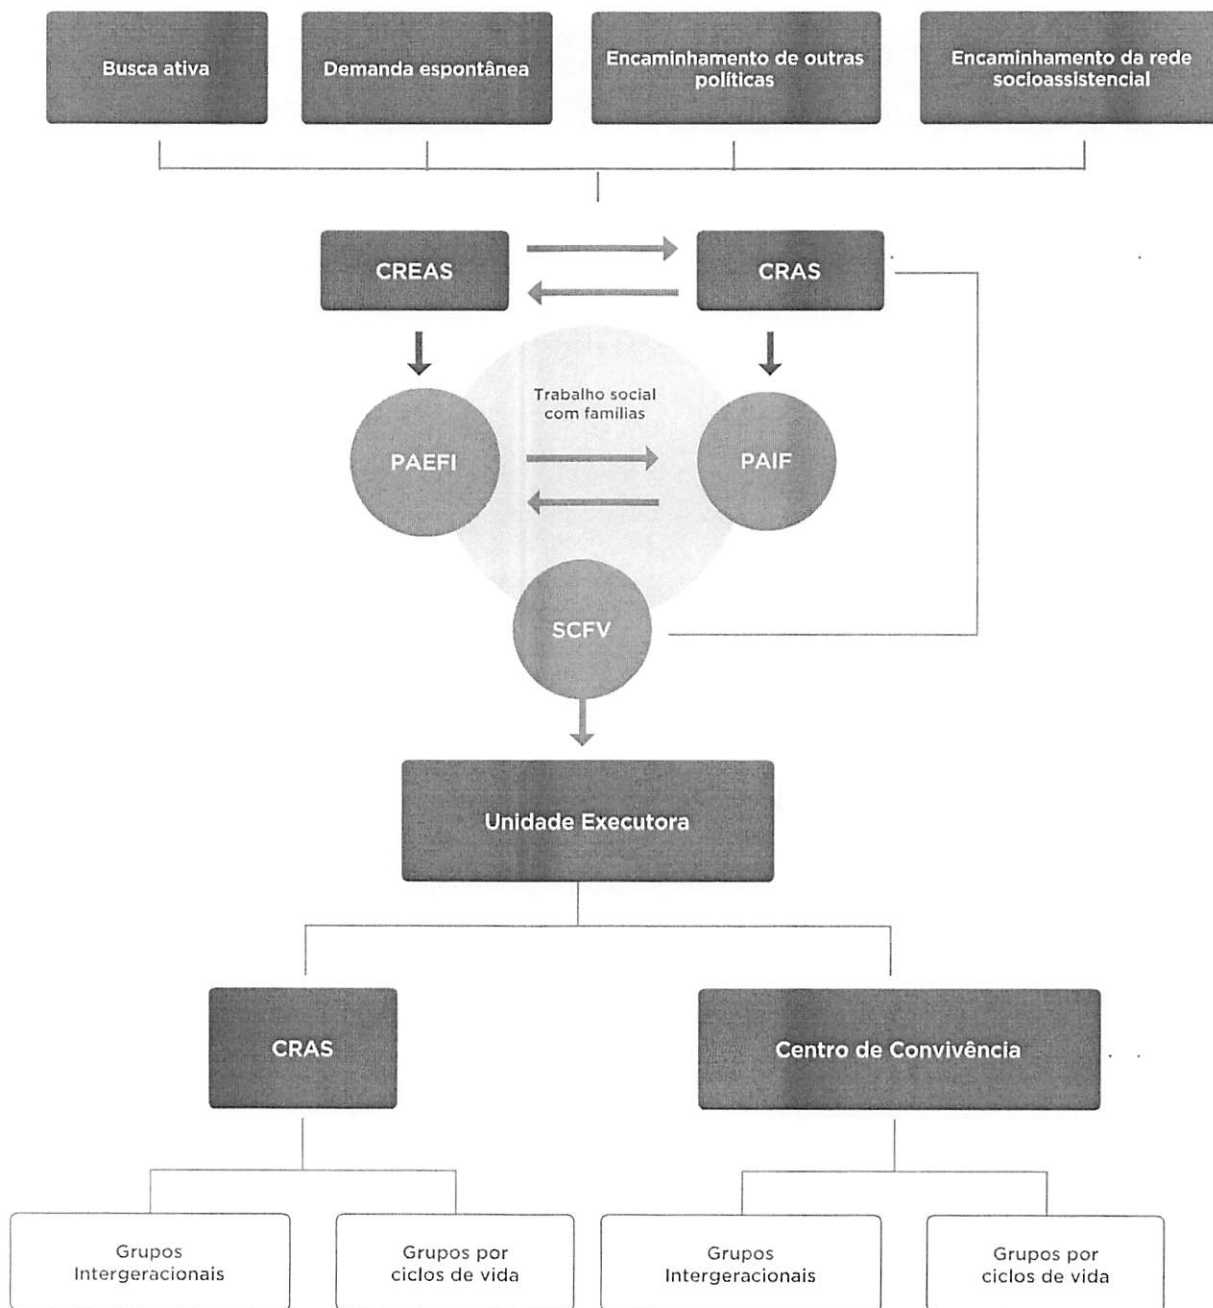 Busca ativa
Demanda espontânea
Encaminhamento de outras
políticas
Encaminhamento da rede
socioassistencial
CREAS
CRAS
Trabalho social
com famílias
PAEFI
PAIF
SCFV
Unidade Executora
CRAS
Centro de Convivência
Grupos
Intergeracionais
Grupos por
ciclos de vida
Grupos
Intergeracionais
Grupos por
ciclos de vida